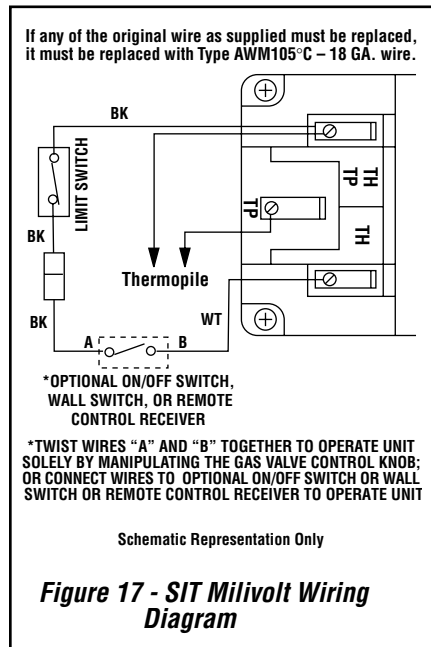 If any of the original wire as supplied must be replaced,
it must be replaced with Type AWM105°C – 18 GA. wire.
BK
LIMIT SWITCH
TH
TP
TP
TH
BK
Thermopile
BK
WT
A
B
*OPTIONAL ON/OFF SWITCH,
WALL SWITCH, OR REMOTE
CONTROL RECEIVER
*TWIST WIRES “A” AND “B” TOGETHER TO OPERATE UNIT
SOLELY BY MANIPULATING THE GAS VALVE CONTROL KNOB;
OR CONNECT WIRES TO OPTIONAL ON/OFF SWITCH OR WALL
SWITCH OR REMOTE CONTROL RECEIVER TO OPERATE UNIT
Schematic Representation Only
Figure 17 - SIT Milivolt Wiring
Diagram